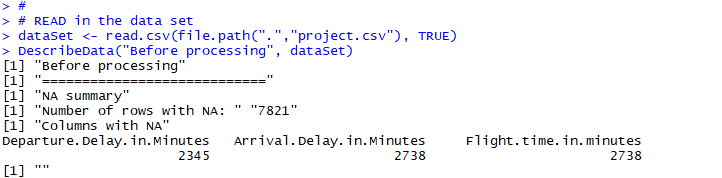 > #
> # READ in the data set
> dataSet <- read.csv(file.path(".","project.csv"), TRUE)
> DescribeData("Before processing", dataSet)
[1] "Before processing"
[1] "============================"
[1] "NA summary"
[1] "Number of rows with NA: " "7821"
[1] "Columns with NA"
Departure.Delay.in.Minutes   Arrival.Delay.in.Minutes     Flight.time.in.minutes
                      2345                       2738                       2738
[1] ""